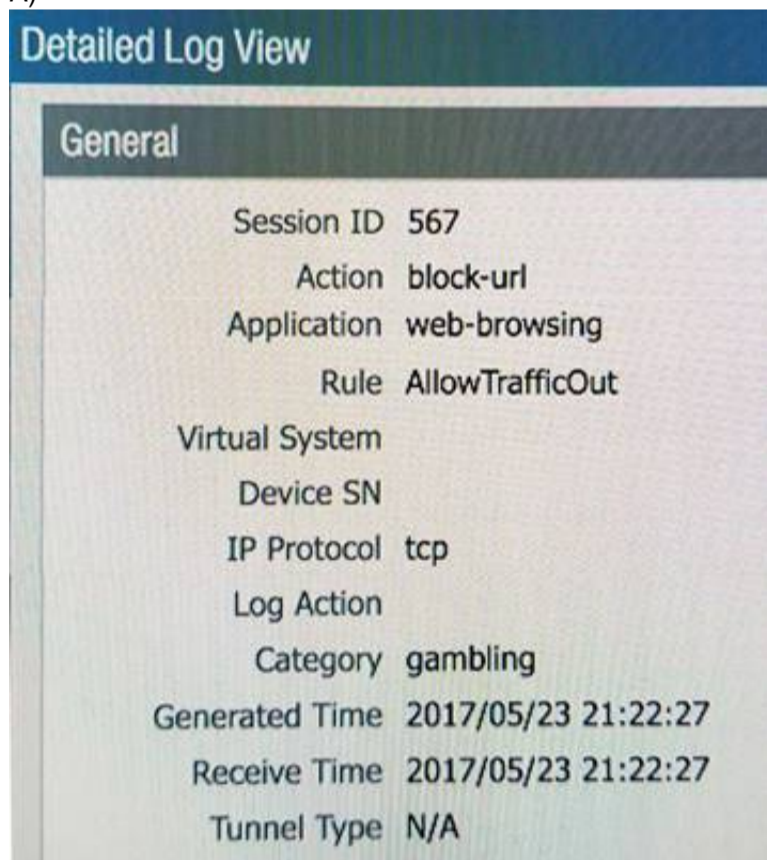 Detailed Log View
General
Session ID 567
Action block-url
Application web-browsing
Rule AllowTrafficOut
Virtual System
Device SN
IP Protocol tcp
Log Action
Category gambling
Generated Time 2017/05/23 21:22:27
Receive Time 2017/05/23 21:22:27
Tunnel Type N/A